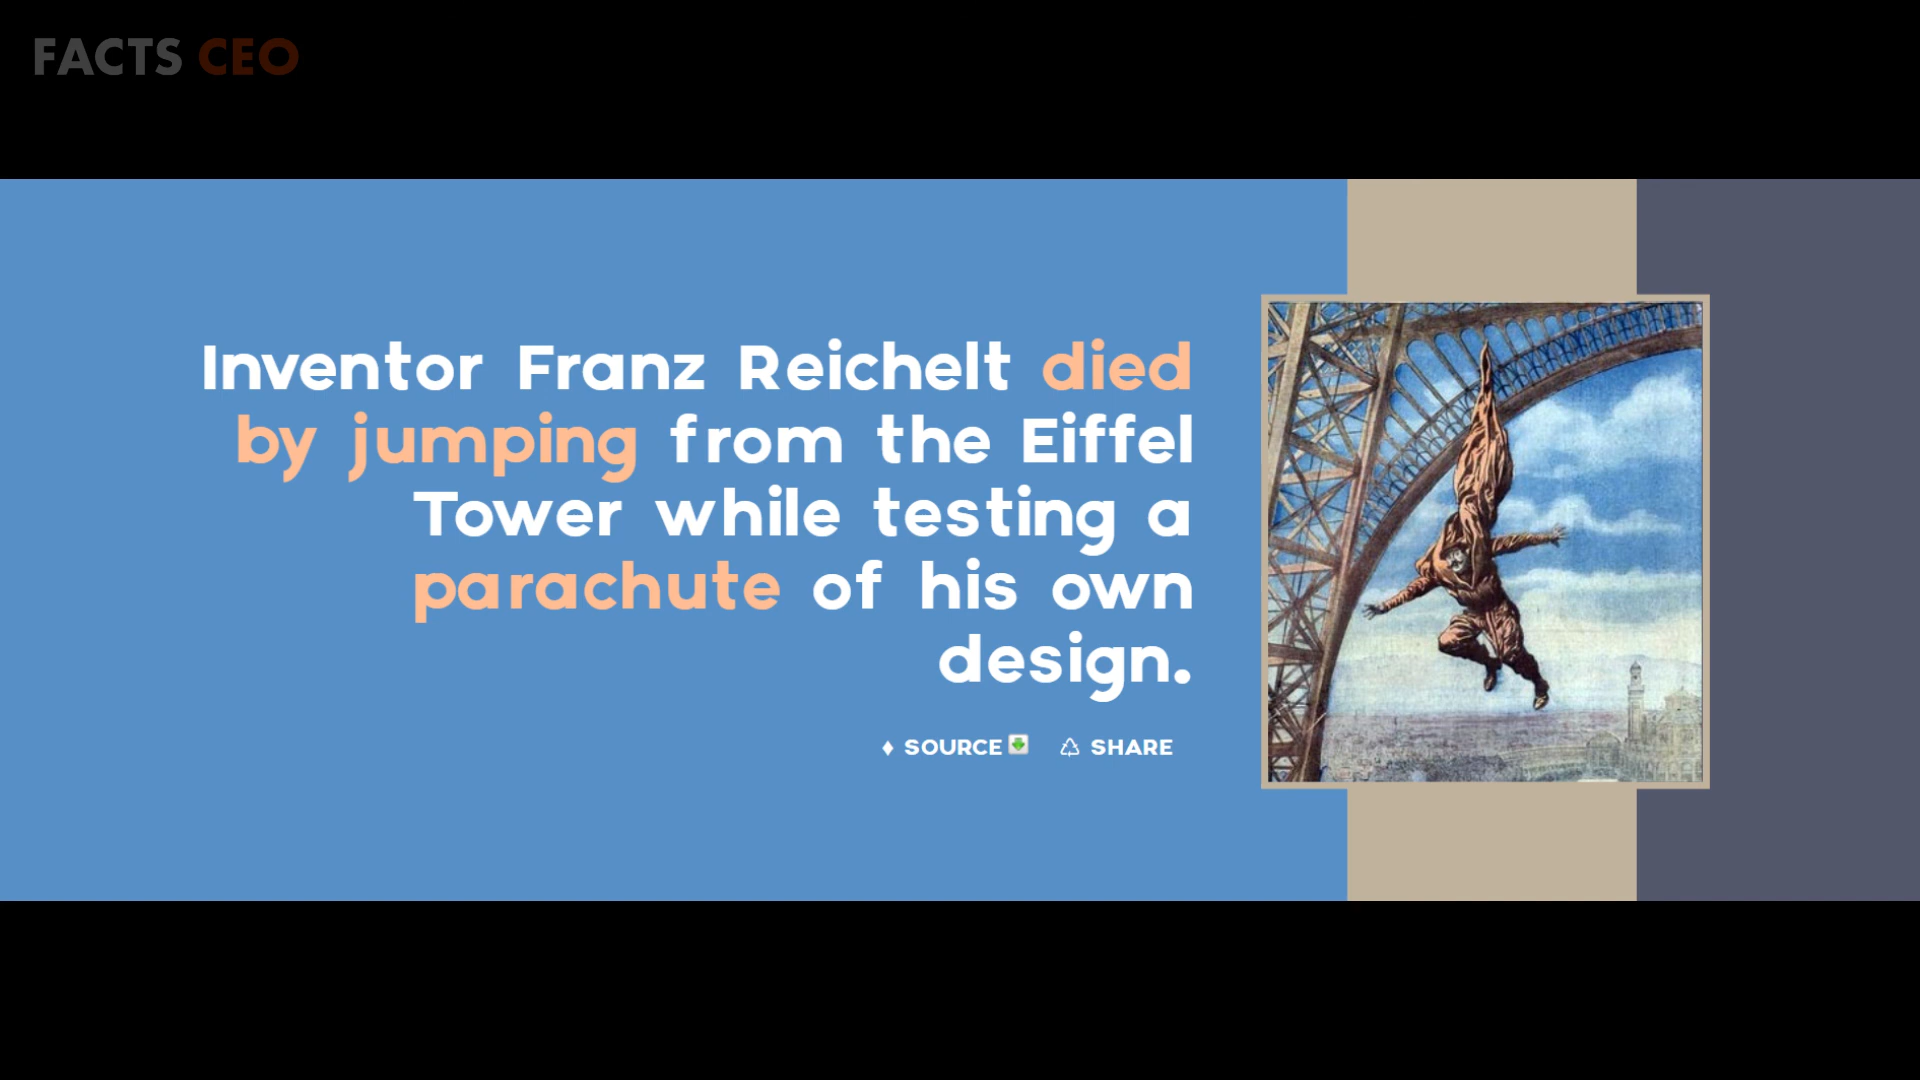 FACTS CEO
Inventor Franz Reichelt died
by jumping from the Eiffel
Tower while testing a
parachute of his own
design.
SOURCE SHARE